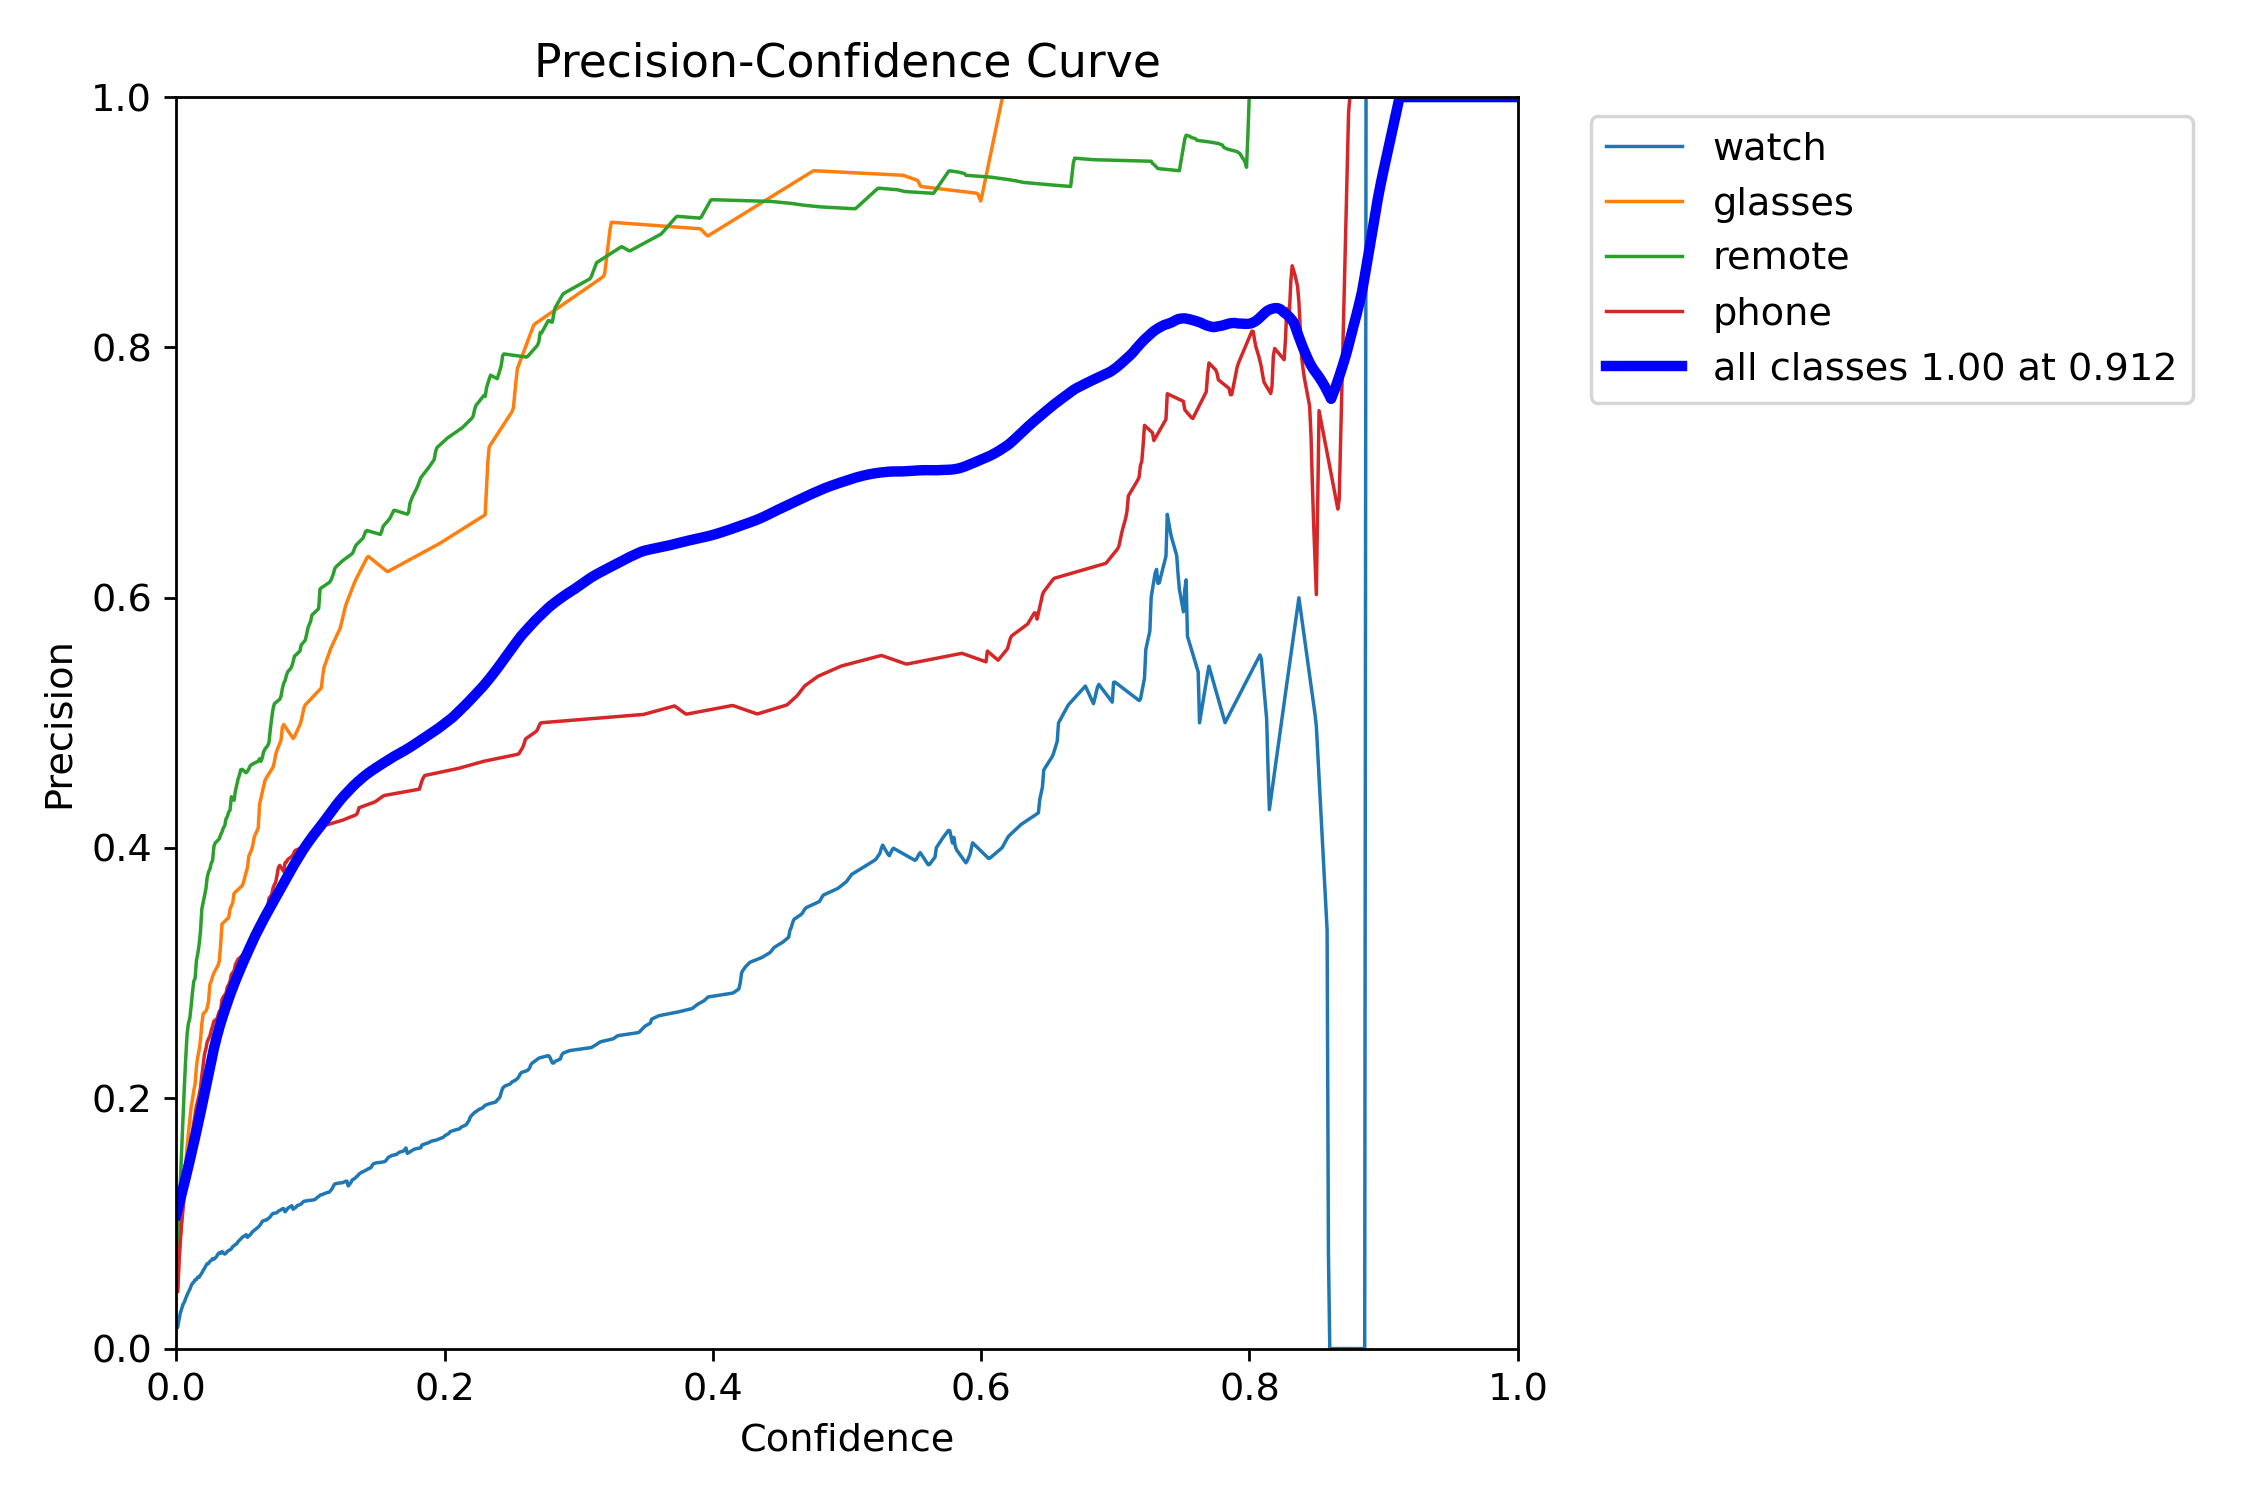 Precision-Confidence Curve
1.0
0.8
0.6
0.4
0.2
0.0
Precision
0.0 0.2 0.4 0.6 0.8 1.0
Confidence
watch
glasses
remote
phone
all classes 1.00 at 0.912